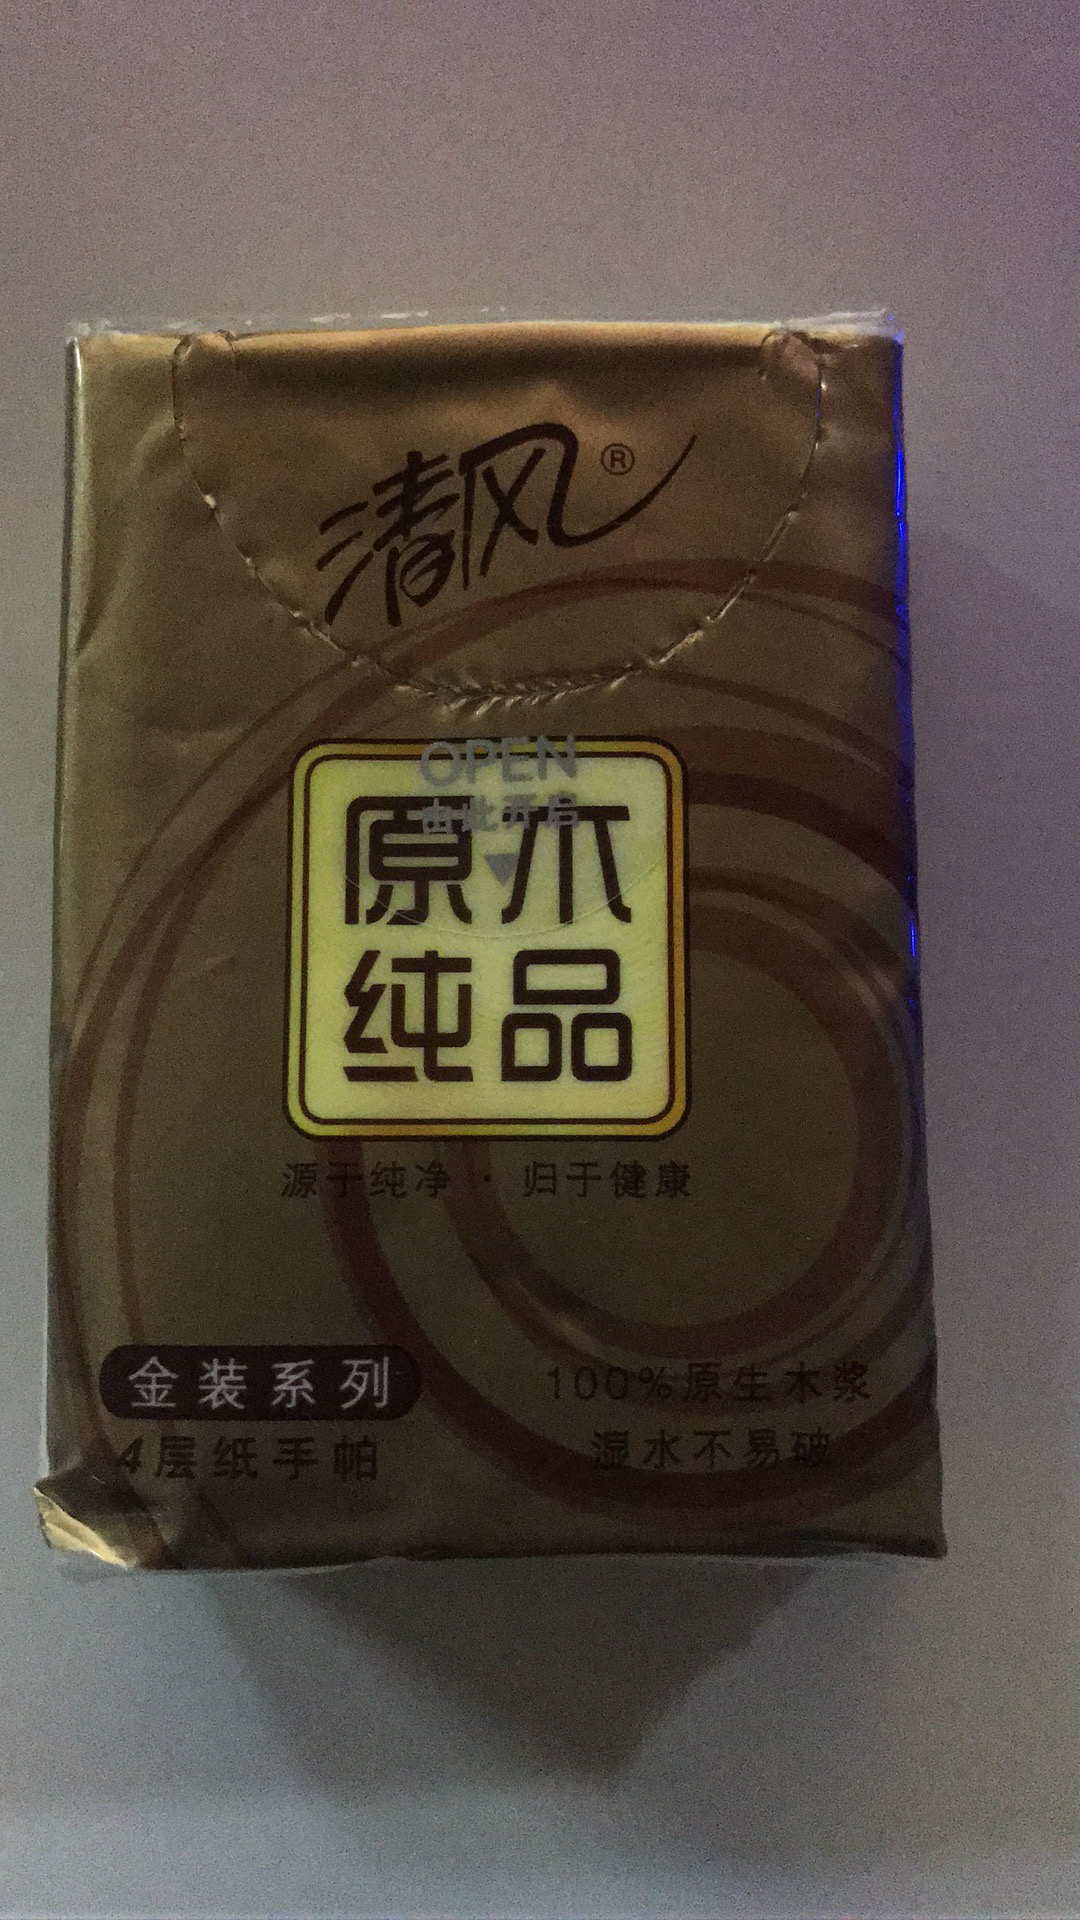 清风®
OPEN
由此开启
原木
纯品
源于纯净 · 归于健康
金装系列
4层纸手帕
100%原生木浆
湿水不易破